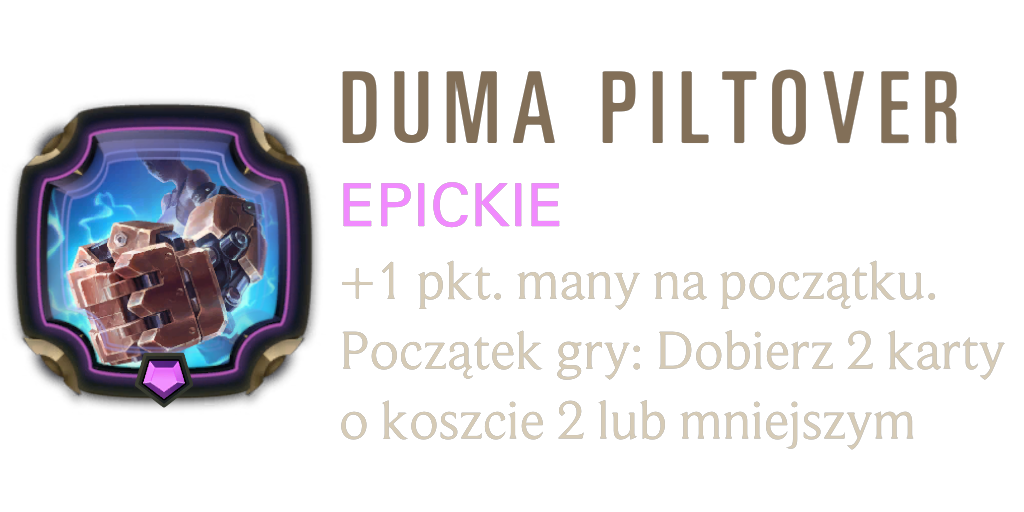 DUMA PILTOVER
EPICKIE
+1 pkt. many na początku.
Początek gry: Dobierz 2 karty
o koszcie 2 lub mniejszym